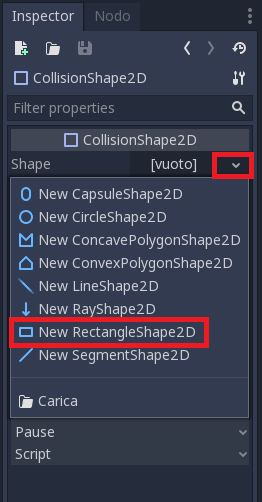 Inspector Nodo
CollisionShape2D
Filter properties
CollisionShape2D
Shape [vuoto]
New CapsuleShape2D
New CircleShape2D
New ConcavePolygonShape2D
New ConvexPolygonShape2D
New LineShape2D
New RayShape2D
New RectangleShape2D
New SegmentShape2D
Carica
Pause
Script